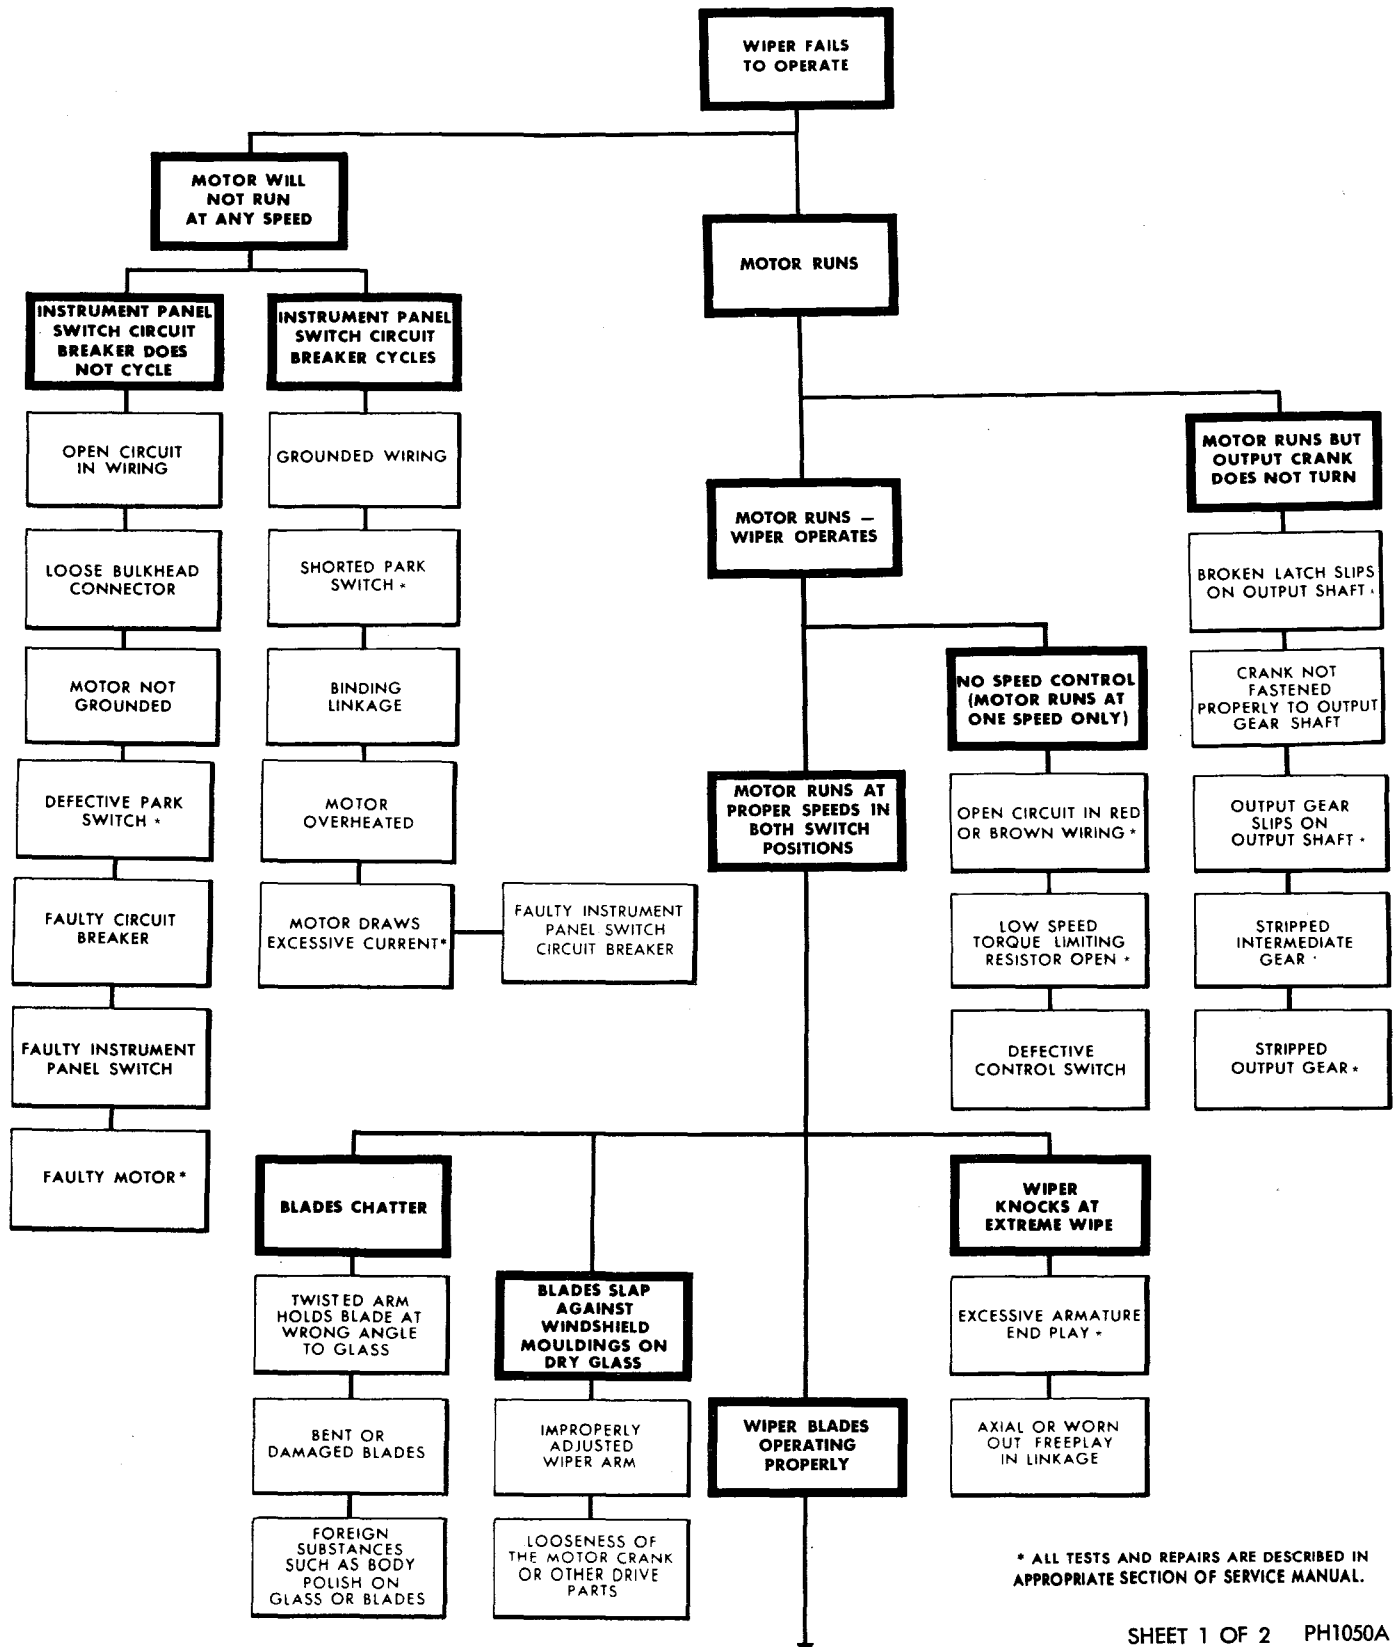 WIPER FAILS
TO OPERATE
MOTOR WILL
NOT RUN
AT ANY SPEED
MOTOR RUNS
INSTRUMENT PANEL
SWITCH CIRCUIT
BREAKER DOES
NOT CYCLE
INSTRUMENT PANEL
SWITCH CIRCUIT
BREAKER CYCLES
OPEN CIRCUIT
IN WIRING
LOOSE BULKHEAD
CONNECTOR
MOTOR NOT
GROUNDED
DEFECTIVE PARK
SWITCH *
FAULTY CIRCUIT
BREAKER
FAULTY INSTRUMENT
PANEL SWITCH
FAULTY MOTOR*
GROUNDED WIRING
SHORTED PARK
SWITCH *
BINDING
LINKAGE
MOTOR
OVERHEATED
MOTOR DRAWS
EXCESSIVE CURRENT*
FAULTY INSTRUMENT
PANEL SWITCH
CIRCUIT BREAKER
MOTOR RUNS —
WIPER OPERATES
MOTOR RUNS BUT
OUTPUT CRANK
DOES NOT TURN
BROKEN LATCH SLIPS
ON OUTPUT SHAFT *
CRANK NOT
FASTENED
PROPERLY TO OUTPUT
GEAR SHAFT
OUTPUT GEAR
SLIPS ON
OUTPUT SHAFT *
STRIPPED
INTERMEDIATE
GEAR *
STRIPPED
OUTPUT GEAR *
NO SPEED CONTROL
(MOTOR RUNS AT
ONE SPEED ONLY)
OPEN CIRCUIT IN RED
OR BROWN WIRING *
LOW SPEED
TORQUE LIMITING
RESISTOR OPEN *
DEFECTIVE
CONTROL SWITCH
MOTOR RUNS AT
PROPER SPEEDS IN
BOTH SWITCH
POSITIONS
BLADES CHATTER
TWISTED ARM
HOLDS BLADE AT
WRONG ANGLE
TO GLASS
BENT OR
DAMAGED BLADES
FOREIGN
SUBSTANCES
SUCH AS BODY
POLISH ON
GLASS OR BLADES
BLADES SLAP
AGAINST
WINDSHIELD
MOULDINGS ON
DRY GLASS
IMPROPERLY
ADJUSTED
WIPER ARM
LOOSENESS OF
THE MOTOR CRANK
OR OTHER DRIVE
PARTS
WIPER BLADES
OPERATING
PROPERLY
WIPER
KNOCKS AT
EXTREME WIPE
EXCESSIVE ARMATURE
END PLAY *
AXIAL OR WORN
OUT FREEPLAY
IN LINKAGE
* ALL TESTS AND REPAIRS ARE DESCRIBED IN
APPROPRIATE SECTION OF SERVICE MANUAL.
SHEET 1 OF 2 PH1050A